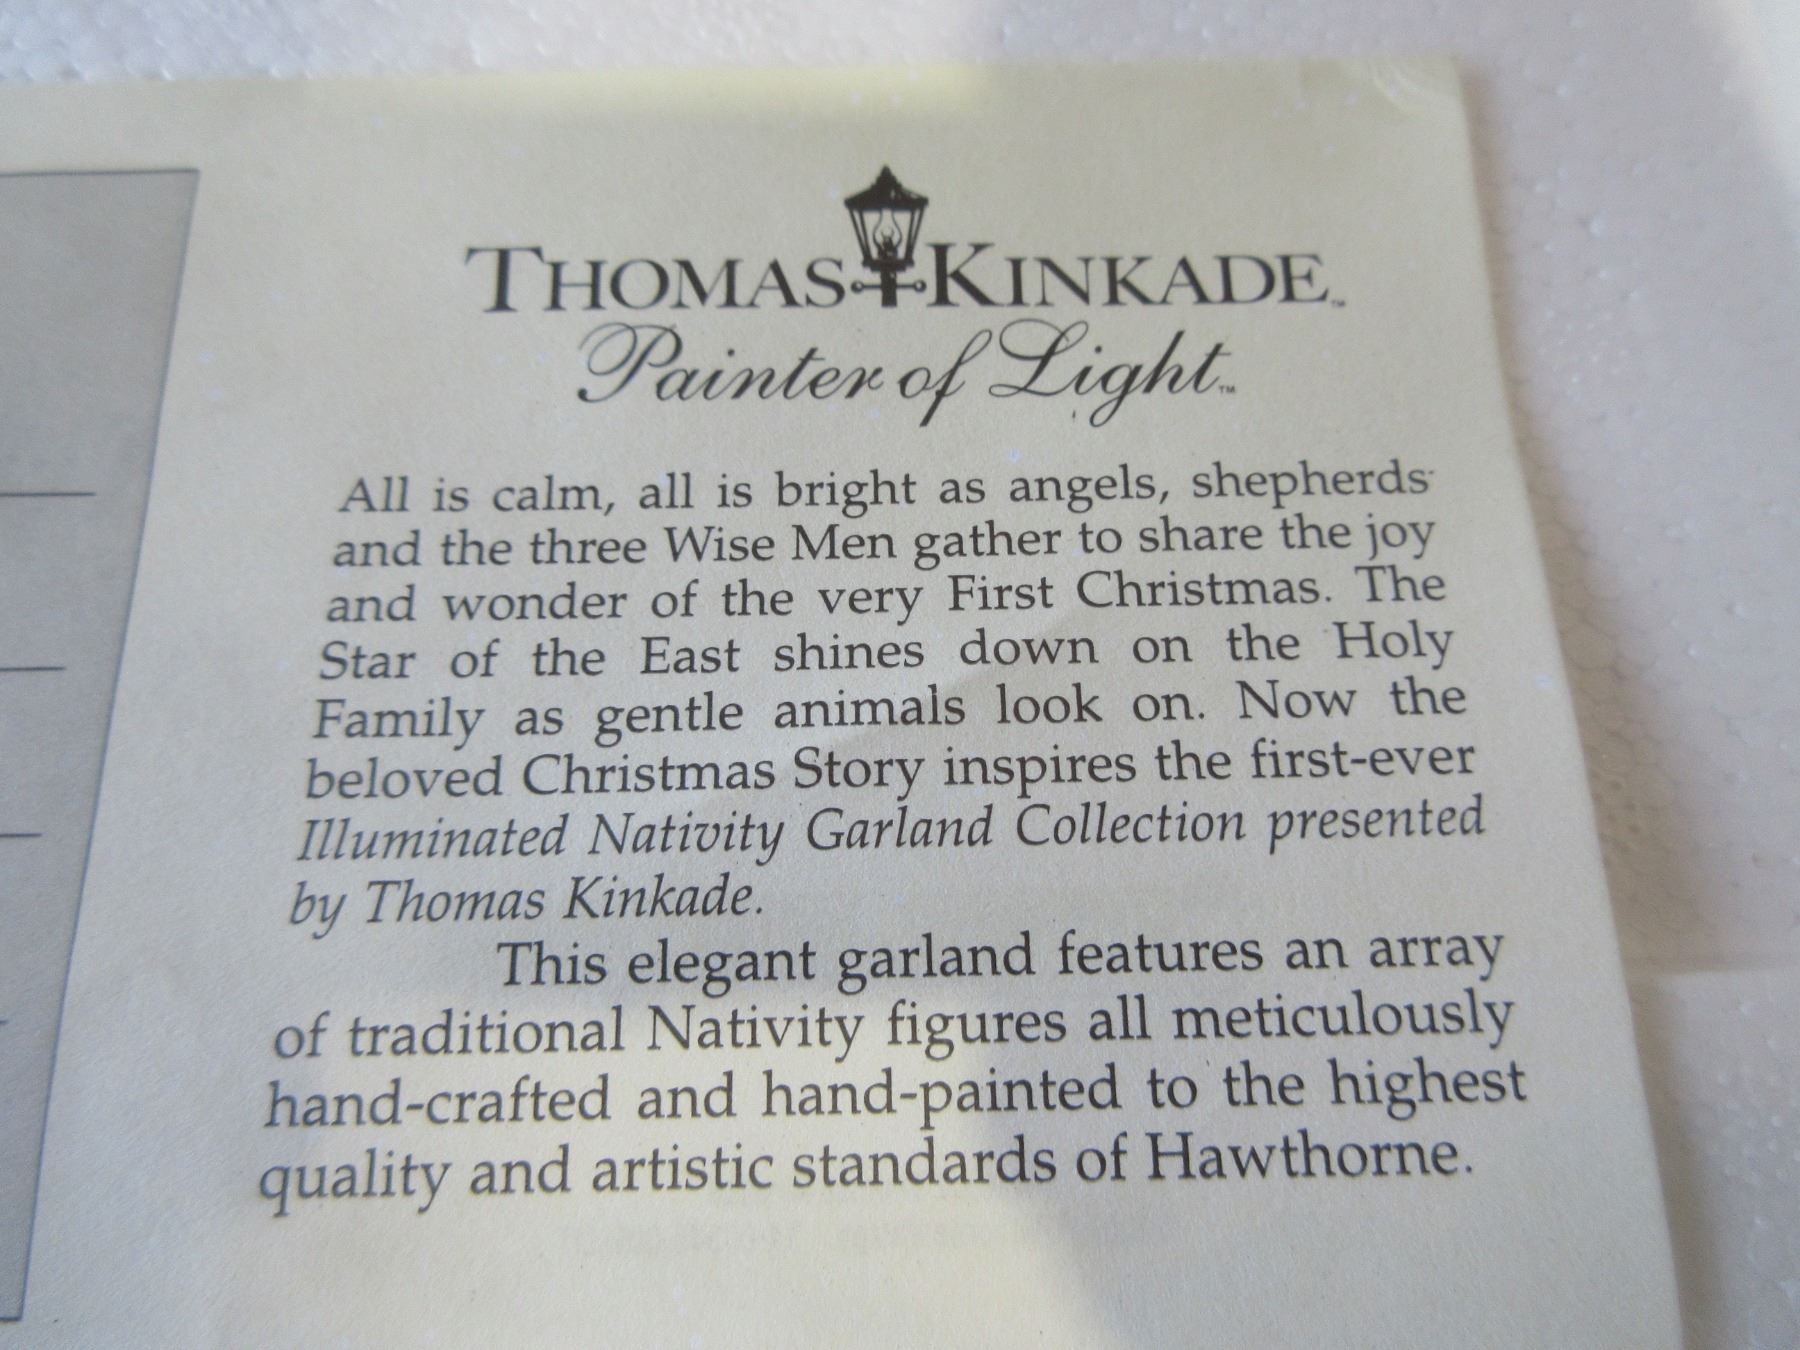 THOMAS KINKADE™
Painter of Light™
All is calm, all is bright as angels, shepherds
and the three Wise Men gather to share the joy
and wonder of the very First Christmas. The
Star of the East shines down on the Holy
Family as gentle animals look on. Now the
beloved Christmas Story inspires the first-ever
Illuminated Nativity Garland Collection presented
by Thomas Kinkade.
This elegant garland features an array
of traditional Nativity figures all meticulously
hand-crafted and hand-painted to the highest
quality and artistic standards of Hawthorne.